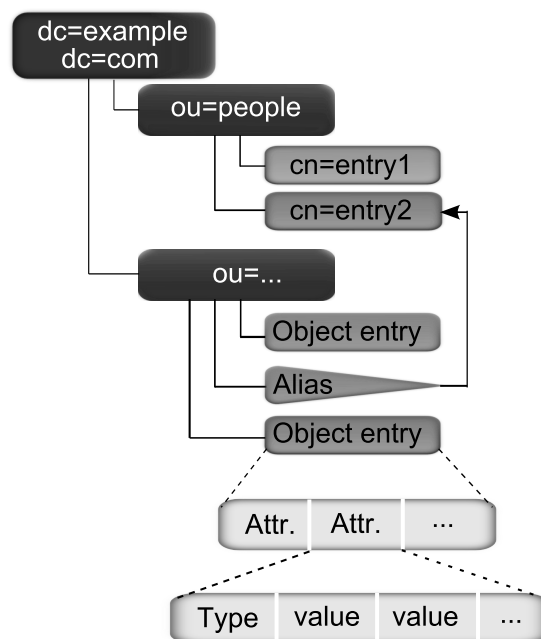 dc=example
dc=com
ou=people
cn=entry1
cn=entry2
ou=...
Object entry
Alias
Object entry
Attr. Attr. ...
Type value value ...